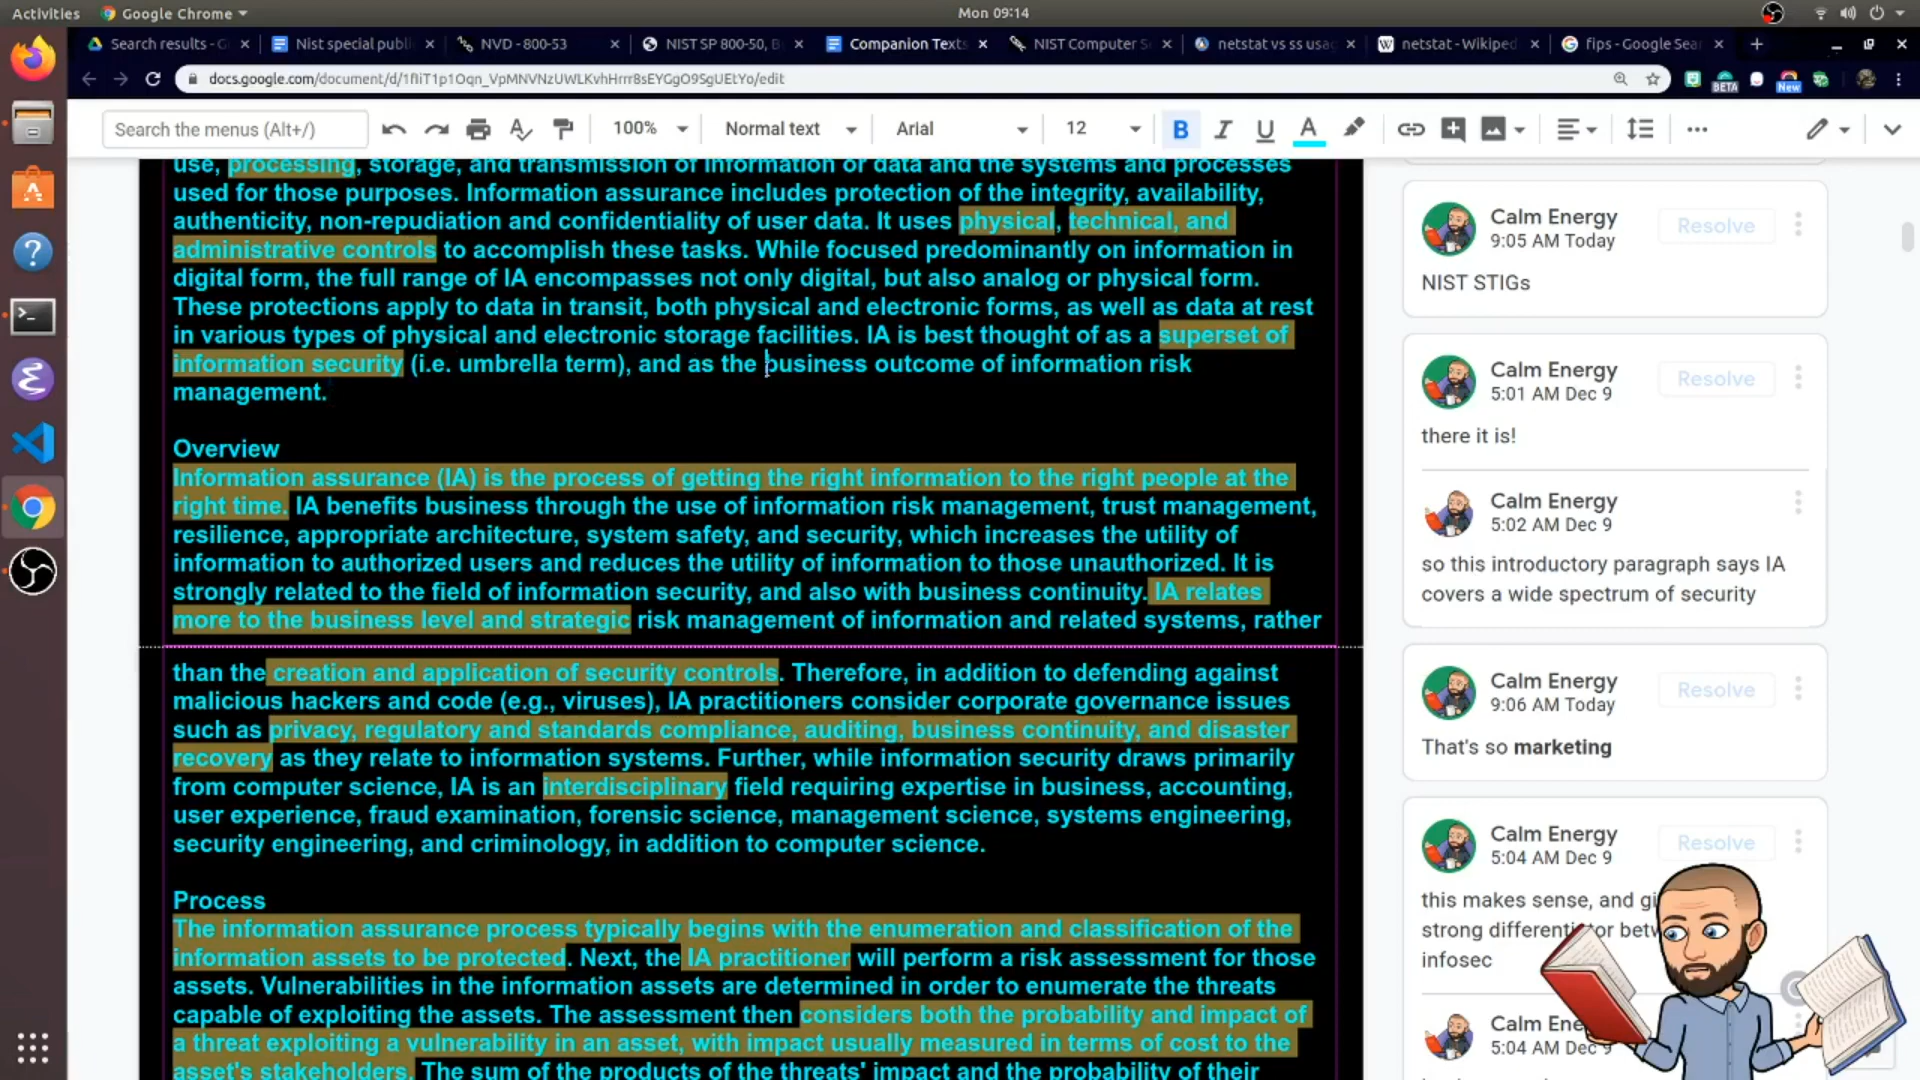 Activities
Google Chrome
Mon 09:14
Search results - G
Nist special publi
NVD - 800-53
NIST SP 800-50, B
Companion Texts
NIST Computer S
netstat vs ss usag
netstat - Wikiped
fips - Google Sear
docs.google.com/document/d/1fIiT1p1Oqn_VpMNVNzUWLKvhHrrr8sEYGgO9SgUEtYo/edit
BETA
New
Search the menus (Alt+/)
100%
Normal text
Arial
12
B
I
U
A
use, processing, storage, and transmission of information or data and the systems and processes
used for those purposes. Information assurance includes protection of the integrity, availability,
authenticity, non-repudiation and confidentiality of user data. It uses physical, technical, and
administrative controls to accomplish these tasks. While focused predominantly on information in
digital form, the full range of IA encompasses not only digital, but also analog or physical form.
These protections apply to data in transit, both physical and electronic forms, as well as data at rest
in various types of physical and electronic storage facilities. IA is best thought of as a superset of
information security (i.e. umbrella term), and as the business outcome of information risk
management.
Overview
Information assurance (IA) is the process of getting the right information to the right people at the
right time. IA benefits business through the use of information risk management, trust management,
resilience, appropriate architecture, system safety, and security, which increases the utility of
information to authorized users and reduces the utility of information to those unauthorized. It is
strongly related to the field of information security, and also with business continuity. IA relates
more to the business level and strategic risk management of information and related systems, rather
than the creation and application of security controls. Therefore, in addition to defending against
malicious hackers and code (e.g., viruses), IA practitioners consider corporate governance issues
such as privacy, regulatory and standards compliance, auditing, business continuity, and disaster
recovery as they relate to information systems. Further, while information security draws primarily
from computer science, IA is an interdisciplinary field requiring expertise in business, accounting,
user experience, fraud examination, forensic science, management science, systems engineering,
security engineering, and criminology, in addition to computer science.
Process
The information assurance process typically begins with the enumeration and classification of the
information assets to be protected. Next, the IA practitioner will perform a risk assessment for those
assets. Vulnerabilities in the information assets are determined in order to enumerate the threats
capable of exploiting the assets. The assessment then considers both the probability and impact of
a threat exploiting a vulnerability in an asset, with impact usually measured in terms of cost to the
asset's stakeholders. The sum of the products of the threats' impact and the probability of their
Calm Energy
9:05 AM Today
Resolve
NIST STIGs
Calm Energy
5:01 AM Dec 9
Resolve
there it is!
Calm Energy
5:02 AM Dec 9
so this introductory paragraph says IA
covers a wide spectrum of security
Calm Energy
9:06 AM Today
Resolve
That's so marketing
Calm Energy
5:04 AM Dec 9
Resolve
this makes sense, and gi
strong differentiator betw
infosec
Calm Ene
5:04 AM Dec 9